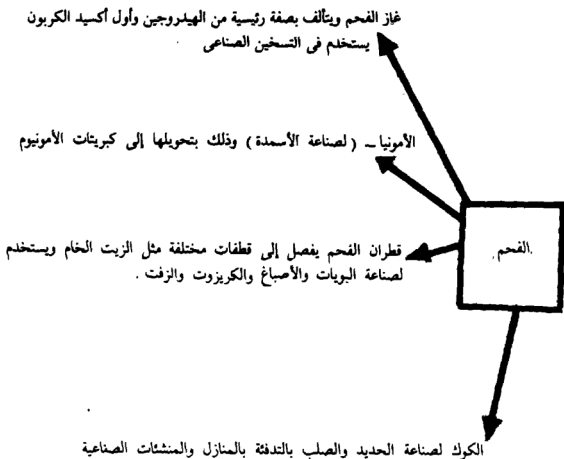 غاز الفحم ويتألف بصفة رئيسية من الهيدروجين وأول أكسيد الكربون
يستخدم فى التسخين الصناعى
الأمونيا ــ ( لصناعة الأسمدة ) وذلك بتحويلها إلى كبريتات الأمونيوم
الفحم
قطران الفحم يفصل إلى قطفات مختلفة مثل الزيت الخام ويستخدم
لصناعة البويات والأصباغ والكريزوت والزفت .
الكوك لصناعة الحديد والصلب بالتدفئة بالمنازل والمنشئات الصناعية